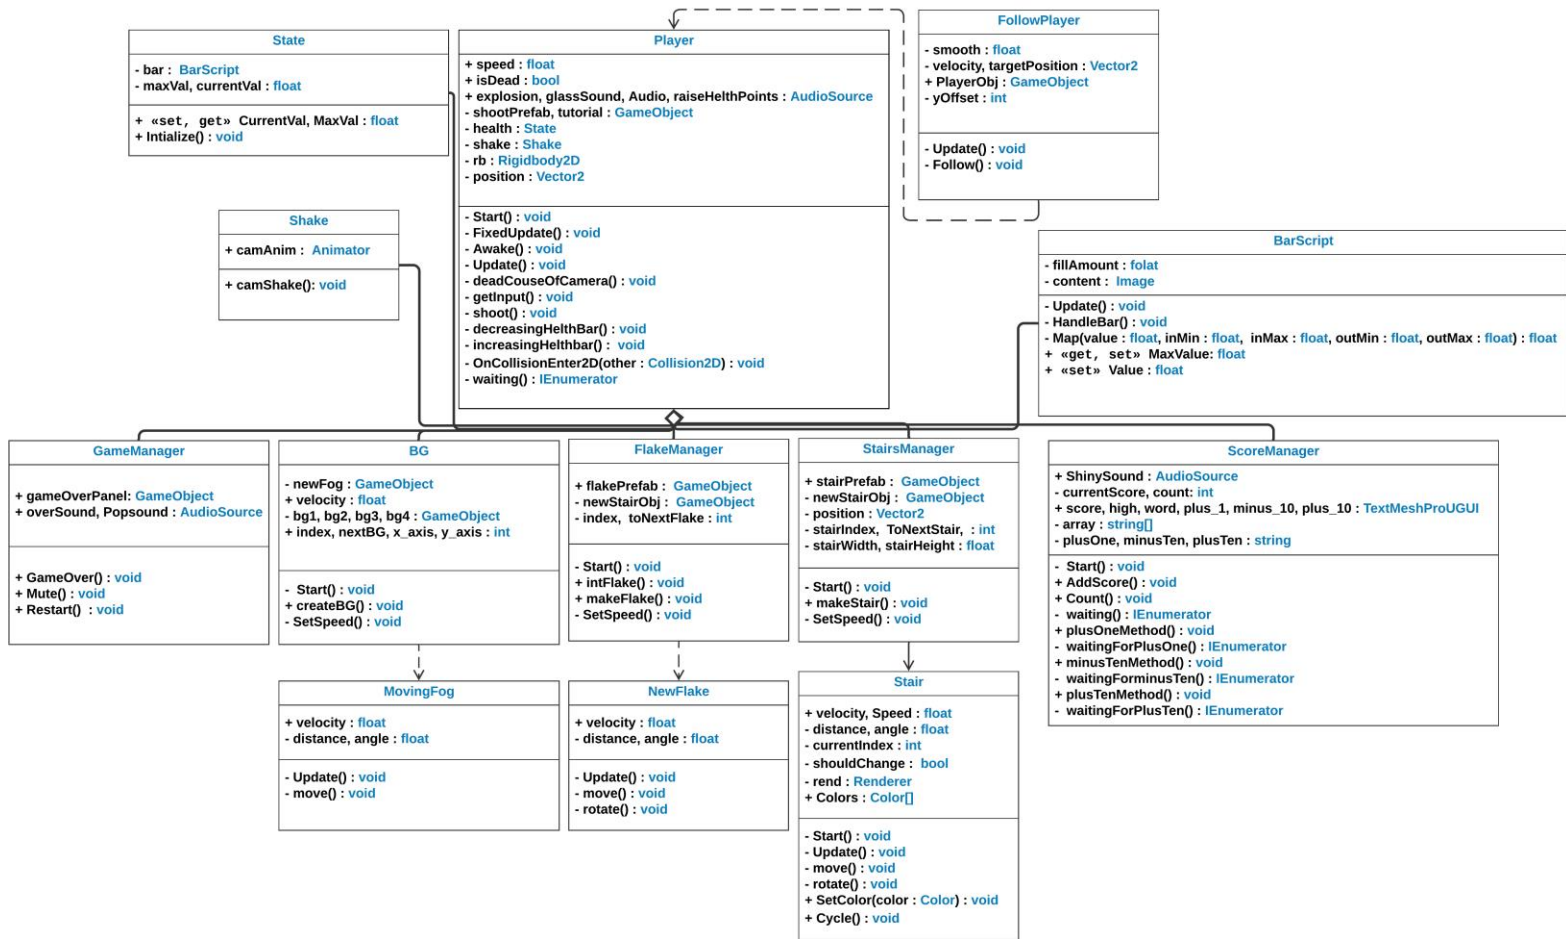 State
- bar : BarScript
- maxVal, currentVal : float
+ «set, get» CurrentVal, MaxVal : float
+ Intialize() : void
Player
+ speed : float
+ isDead : bool
+ explosion, glassSound, Audio, raiseHelthPoints : AudioSource
- shootPrefab, tutorial : GameObject
- health : State
- shake : Shake
- rb : Rigidbody2D
- position : Vector2
- Start() : void
- FixedUpdate() : void
- Awake() : void
- Update() : void
- deadCouseOfCamera() : void
- getInput() : void
- shoot() : void
- decreasingHelthBar() : void
- increasingHelthbar() : void
- OnCollisionEnter2D(other : Collision2D) : void
- waiting() : IEnumerator
FollowPlayer
- smooth : float
- velocity, targetPosition : Vector2
+ PlayerObj : GameObject
- yOffset : int
- Update() : void
- Follow() : void
Shake
+ camAnim : Animator
+ camShake(): void
BarScript
- fillAmount : folat
- content : Image
- Update() : void
- HandleBar() : void
- Map(value : float, inMin : float, inMax : float, outMin : float, outMax : float) : float
+ «get, set» MaxValue: float
+ «set» Value : float
GameManager
+ gameOverPanel: GameObject
+ overSound, Popsound : AudioSource
+ GameOver() : void
+ Mute() : void
+ Restart() : void
BG
- newFog : GameObject
+ velocity : float
- bg1, bg2, bg3, bg4 : GameObject
+ index, nextBG, x_axis, y_axis : int
- Start() : void
+ createBG() : void
- SetSpeed() : void
FlakeManager
+ flakePrefab : GameObject
- newStairObj : GameObject
- index, toNextFlake : int
- Start() : void
+ intFlake() : void
+ makeFlake() : void
- SetSpeed() : void
StairsManager
+ stairPrefab : GameObject
- newStairObj : GameObject
- position : Vector2
- stairIndex, ToNextStair, : int
- stairWidth, stairHeight : float
- Start() : void
+ makeStair() : void
- SetSpeed() : void
ScoreManager
+ ShinySound : AudioSource
- currentScore, count: int
+ score, high, word, plus_1, minus_10, plus_10 : TextMeshProUGUI
- array : string[]
- plusOne, minusTen, plusTen : string
- Start() : void
+ AddScore() : void
+ Count() : void
- waiting() : IEnumerator
+ plusOneMethod() : void
- waitingForPlusOne() : IEnumerator
+ minusTenMethod() : void
- waitingForminusTen() : IEnumerator
+ plusTenMethod() : void
- waitingForPlusTen() : IEnumerator
MovingFog
+ velocity : float
- distance, angle : float
- Update() : void
- move() : void
NewFlake
+ velocity : float
- distance, angle : float
- Update() : void
- move() : void
- rotate() : void
Stair
+ velocity, Speed : float
- distance, angle : float
- currentIndex : int
- shouldChange : bool
- rend : Renderer
+ Colors : Color[]
- Start() : void
- Update() : void
- move() : void
- rotate() : void
+ SetColor(color : Color) : void
+ Cycle() : void